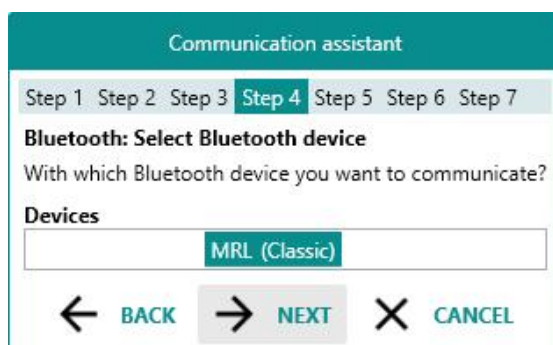 Communication assistant
Step 1 Step 2 Step 3 Step 4 Step 5 Step 6 Step 7
Bluetooth: Select Bluetooth device
With which Bluetooth device you want to communicate?
Devices
MRL (Classic)
BACK NEXT CANCEL